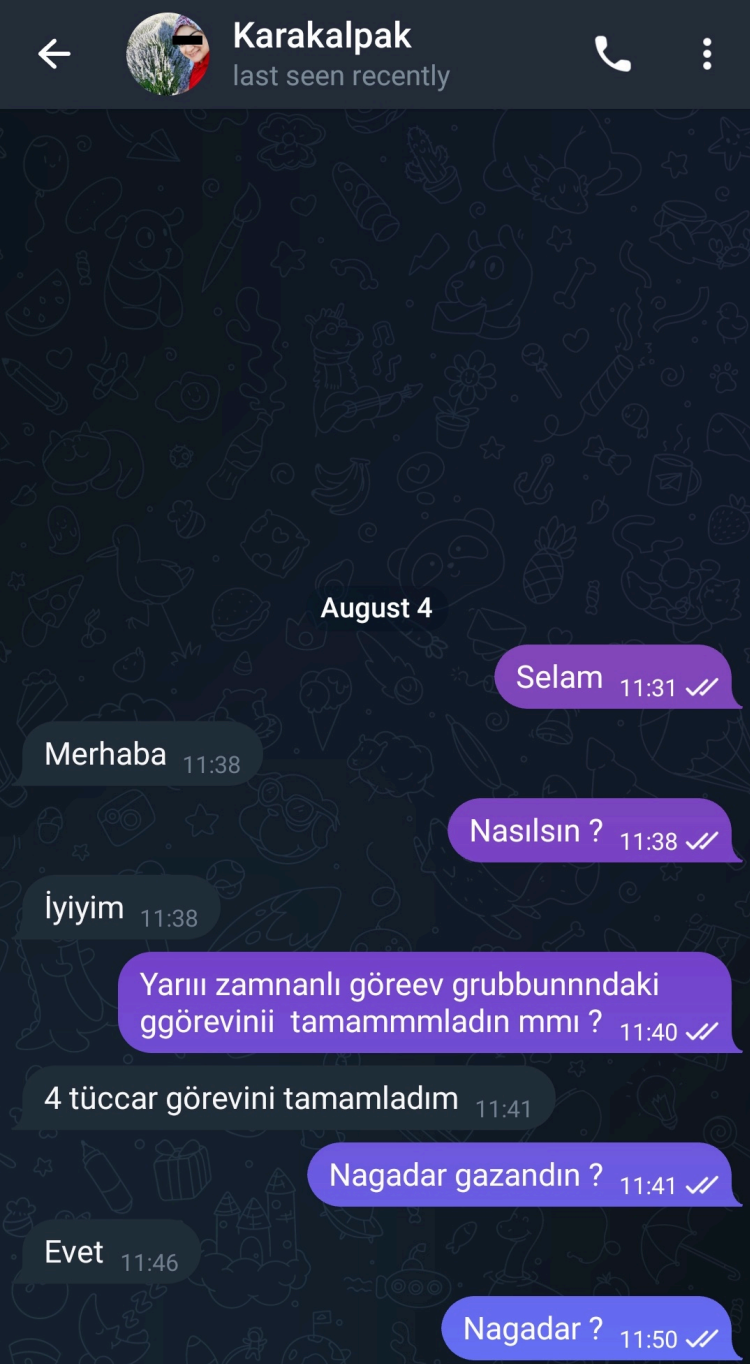 Karakalpak
last seen recently
August 4
Selam 11:31
Merhaba 11:38
Nasılsın ? 11:38
İyiyim 11:38
Yarııı zamnanlı göreev grubbunnndaki
ggörevinii tamammmladın mmı ? 11:40
4 tüccar görevini tamamladım 11:41
Nagadar gazandın ? 11:41
Evet 11:46
Nagadar ? 11:50